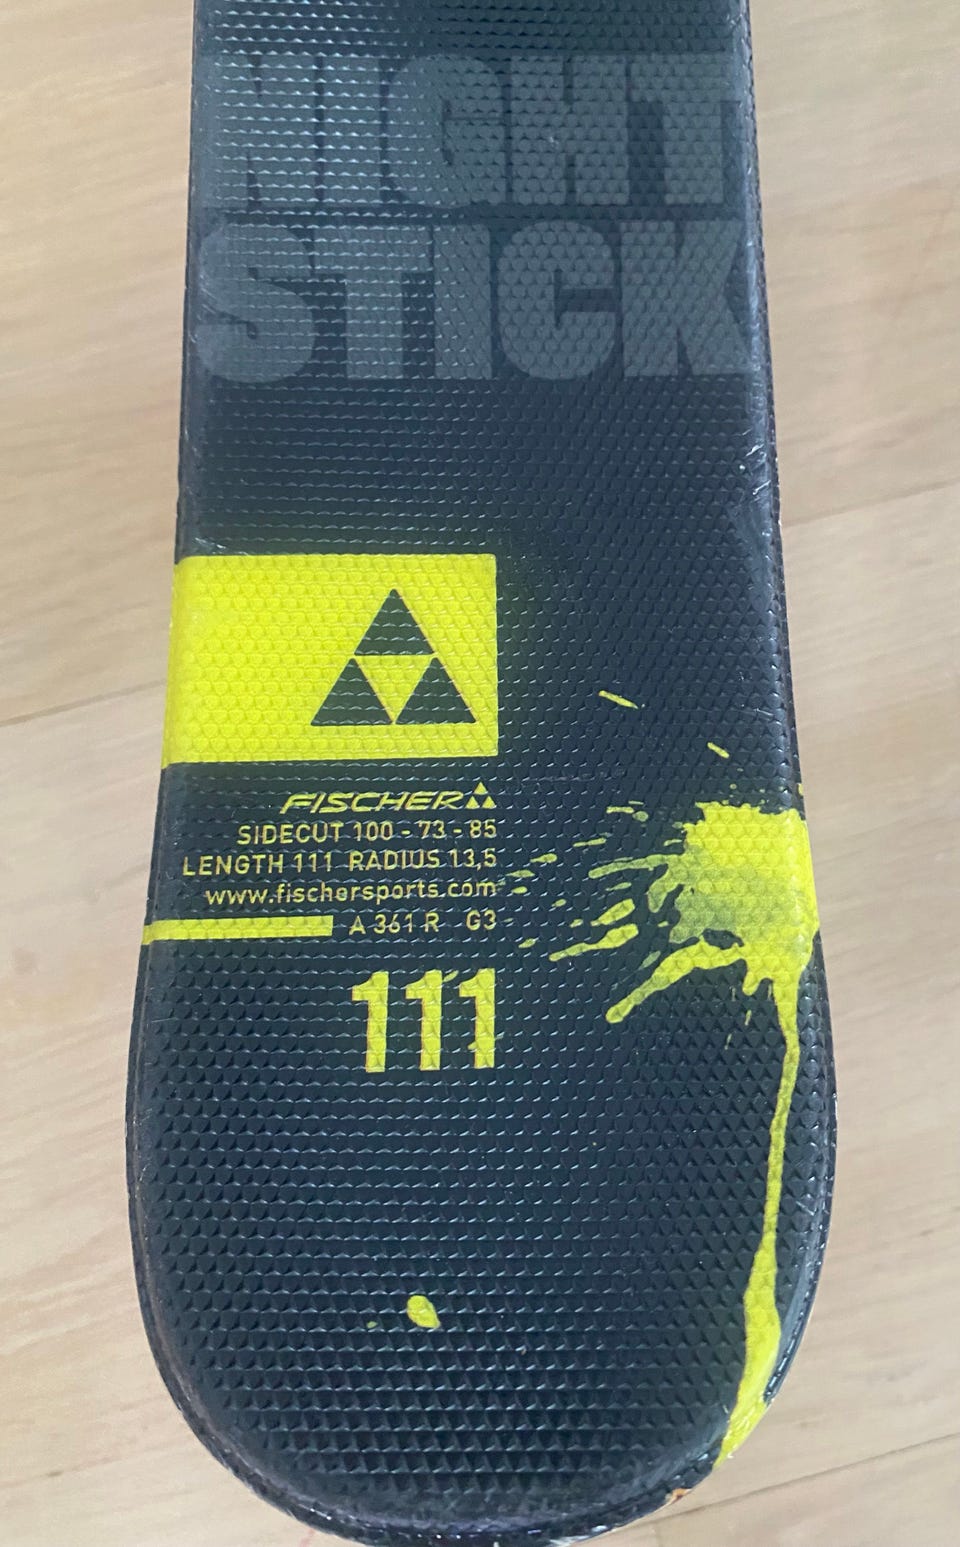 NIGHT
STICK
FISCHER
SIDECUT 100 - 73 - 85
LENGTH 111 RADIUS 13,5
www.fischersports.com
A 361 R G3
111